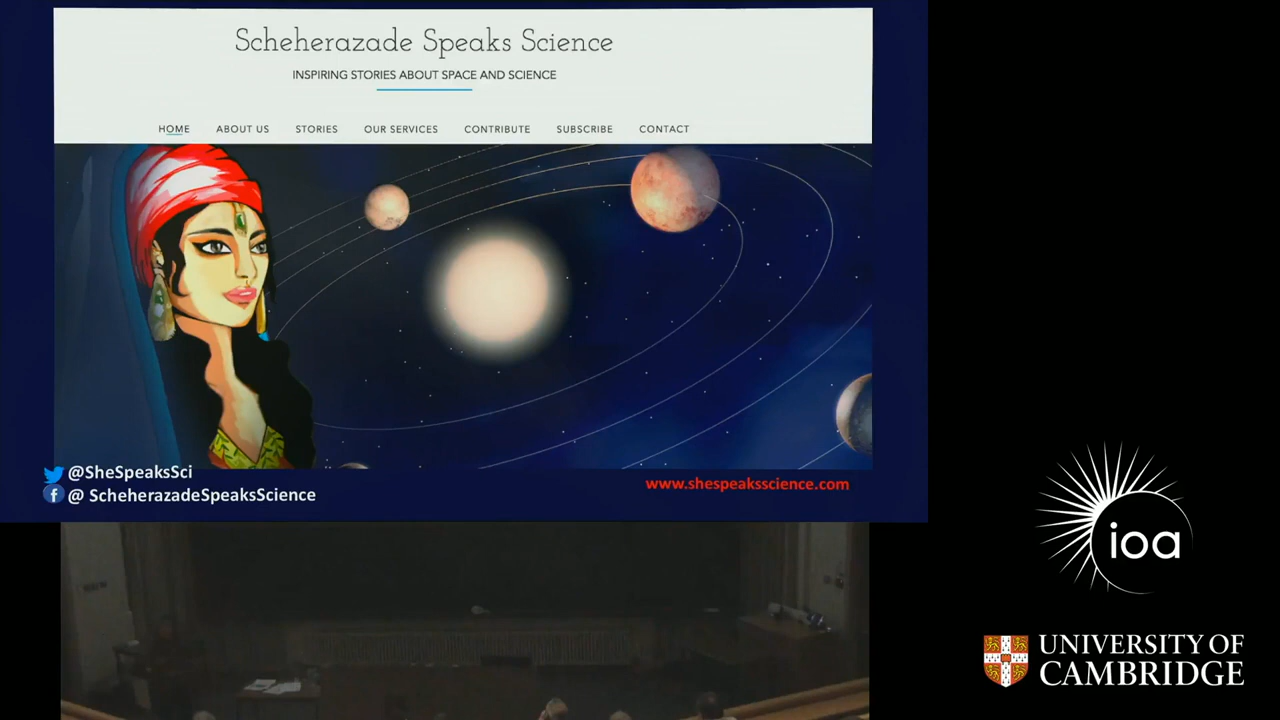 Scheherazade Speaks Science
INSPIRING STORIES ABOUT SPACE AND SCIENCE
HOME ABOUT US STORIES OUR SERVICES CONTRIBUTE SUBSCRIBE CONTACT
@SheSpeaksSci
@ ScheherazadeSpeaksScience
www.shespeaksscience.com
ioa
UNIVERSITY OF
CAMBRIDGE